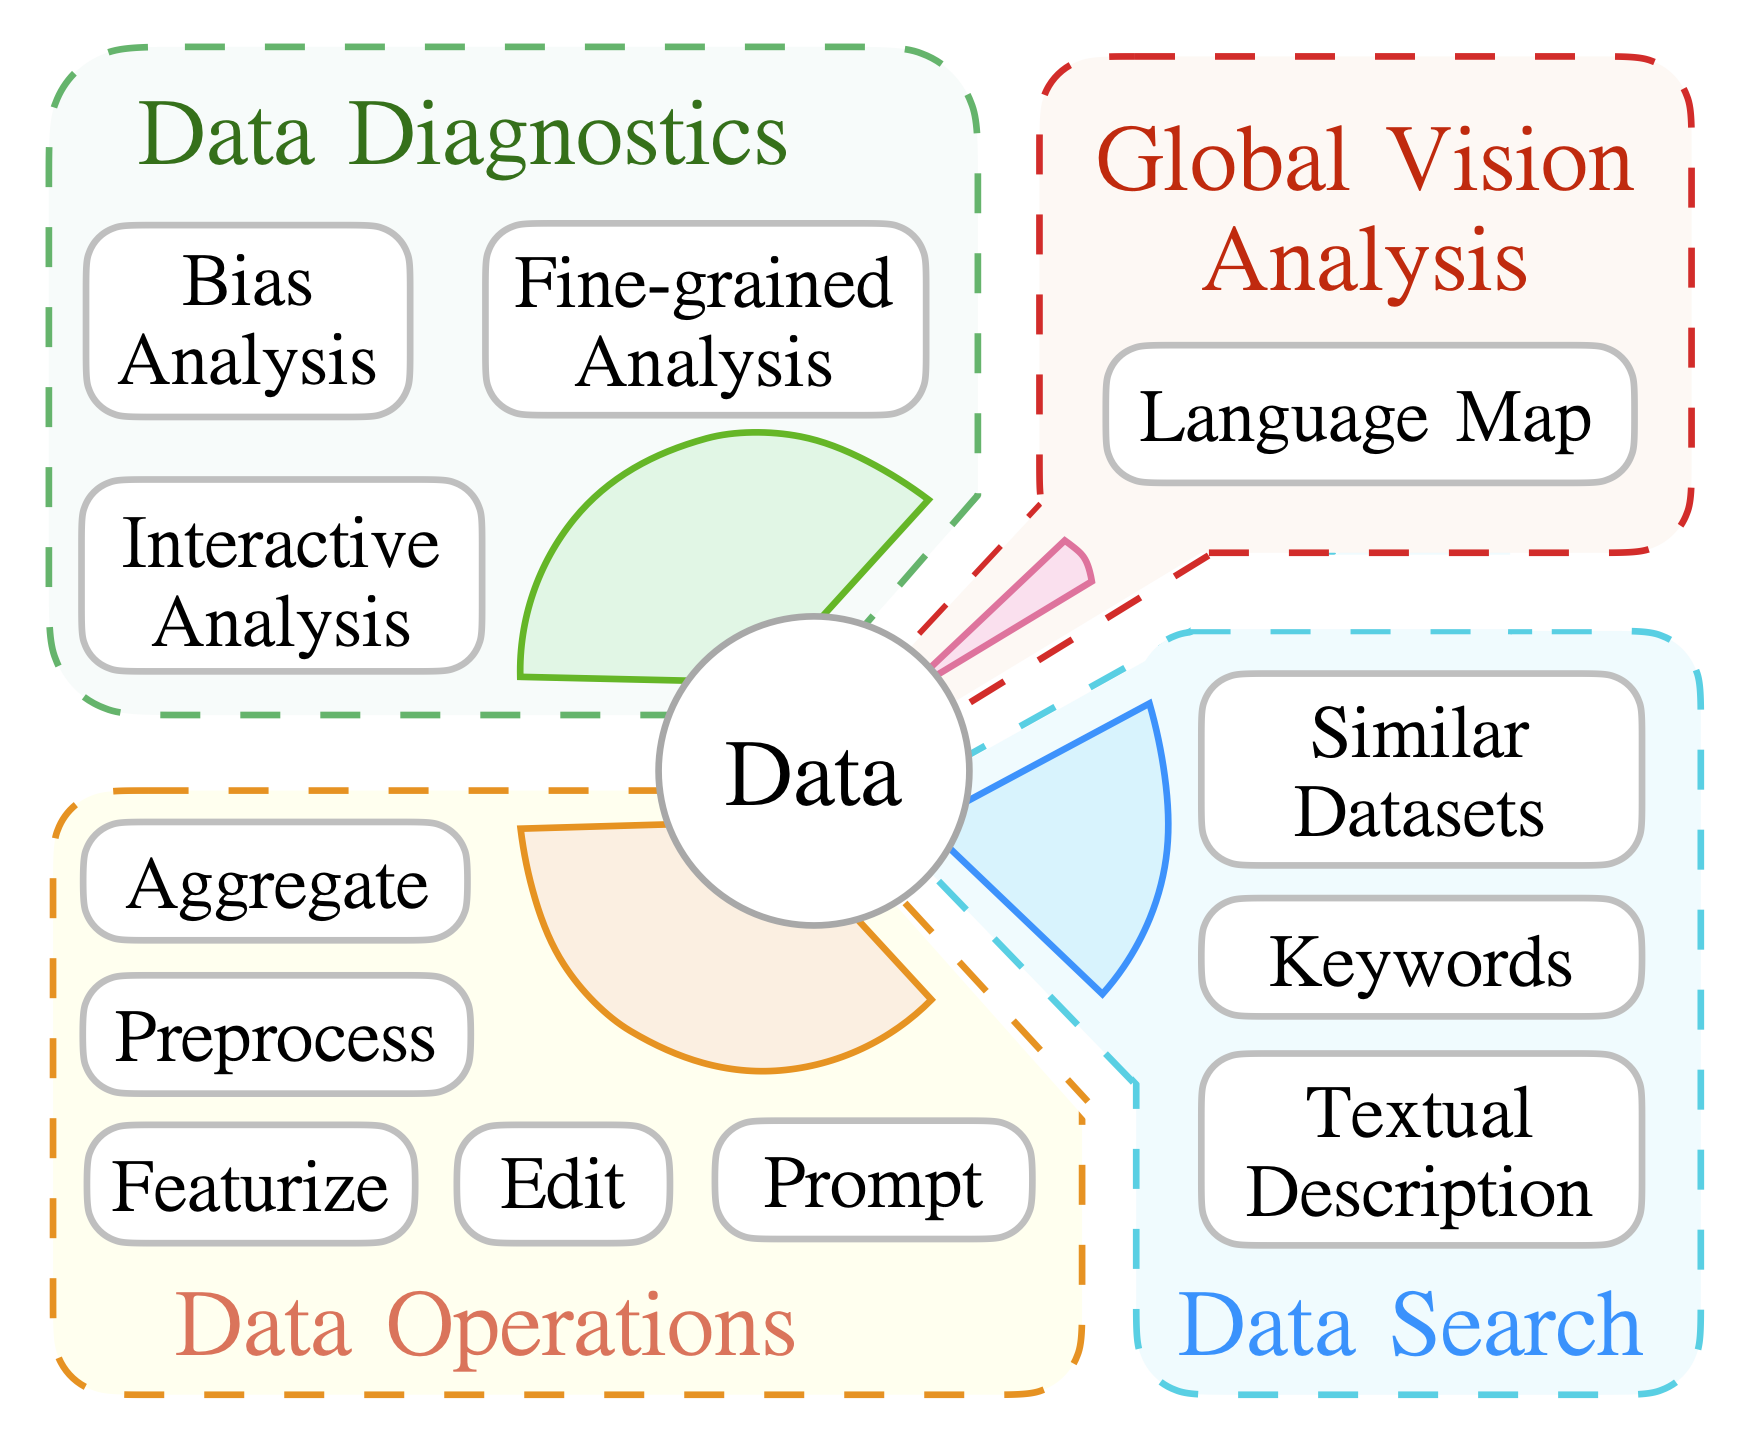 Data Diagnostics
Bias
Analysis
Fine-grained
Analysis
Interactive
Analysis
Global Vision
Analysis
Language Map
Data
Aggregate
Preprocess
Featurize
Edit
Prompt
Data Operations
Similar
Datasets
Keywords
Textual
Description
Data Search